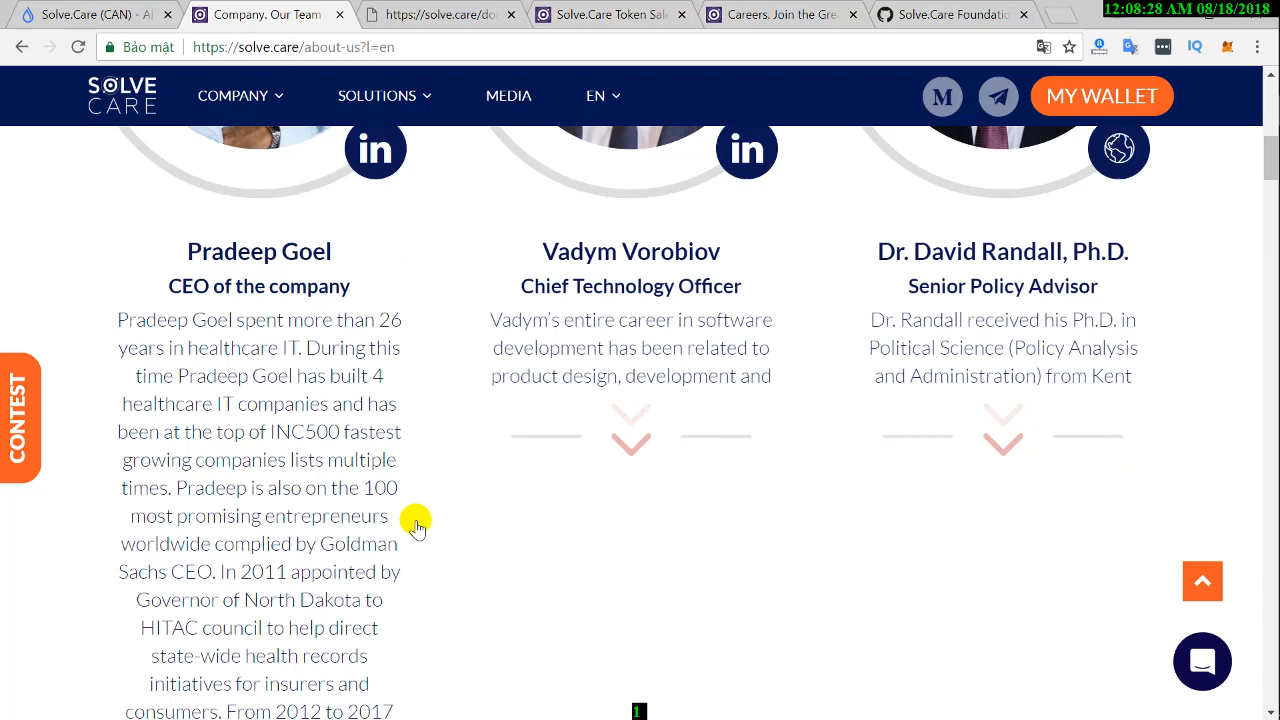 12:08:28 AM 08/18/2018
Solve.Care (CAN) - A
Company. Our Team
https://solve.care/do
Solve.Care Token Sale
Careers. Join the Gre
Solve.Care Foundatio
Bảo mật
https://solve.care/about-us?l=en
SOLVE
CARE
COMPANY
SOLUTIONS
MEDIA
EN
M
MY WALLET
in
in
CONTEST
Pradeep Goel
CEO of the company
Pradeep Goel spent more than 26
years in healthcare IT. During this
time Pradeep Goel has built 4
healthcare IT companies and has
been at the top of INC500 fastest
growing companies lists multiple
times. Pradeep is also on the 100
most promising entrepreneurs
worldwide complied by Goldman
Sachs CEO. In 2011 appointed by
Governor of North Dakota to
HITAC council to help direct
state-wide health records
initiatives for insurers and
consumers. From 2012 to 2017
Vadym Vorobiov
Chief Technology Officer
Vadym's entire career in software
development has been related to
product design, development and
Dr. David Randall, Ph.D.
Senior Policy Advisor
Dr. Randall received his Ph.D. in
Political Science (Policy Analysis
and Administration) from Kent
1